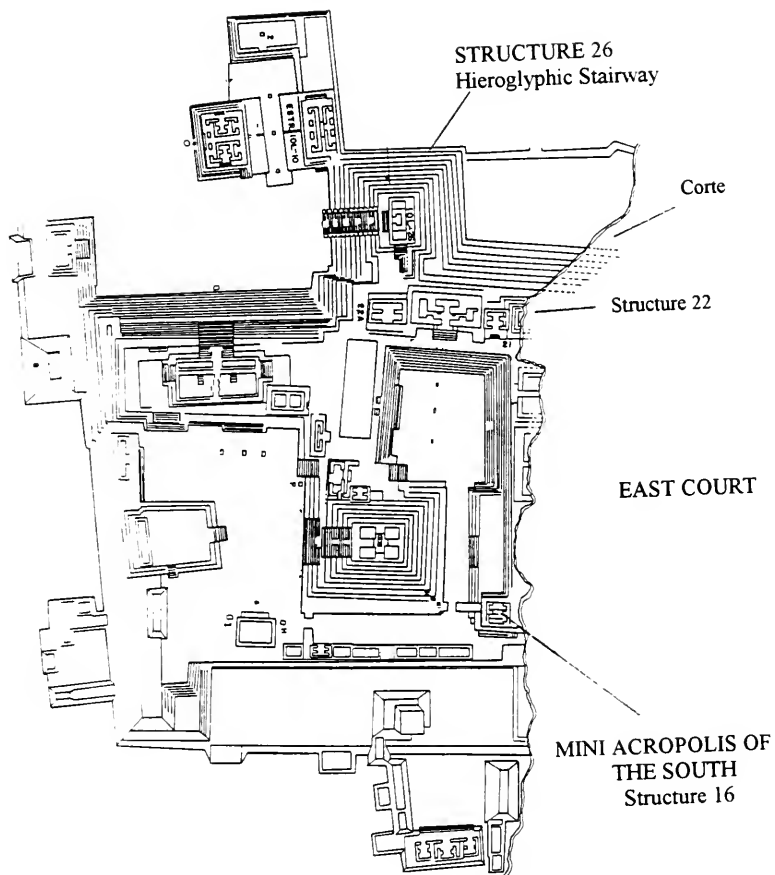 STRUCTURE 26
Hieroglyphic Stairway
Corte
Structure 22
EAST COURT
MINI ACROPOLIS OF
THE SOUTH
Structure 16